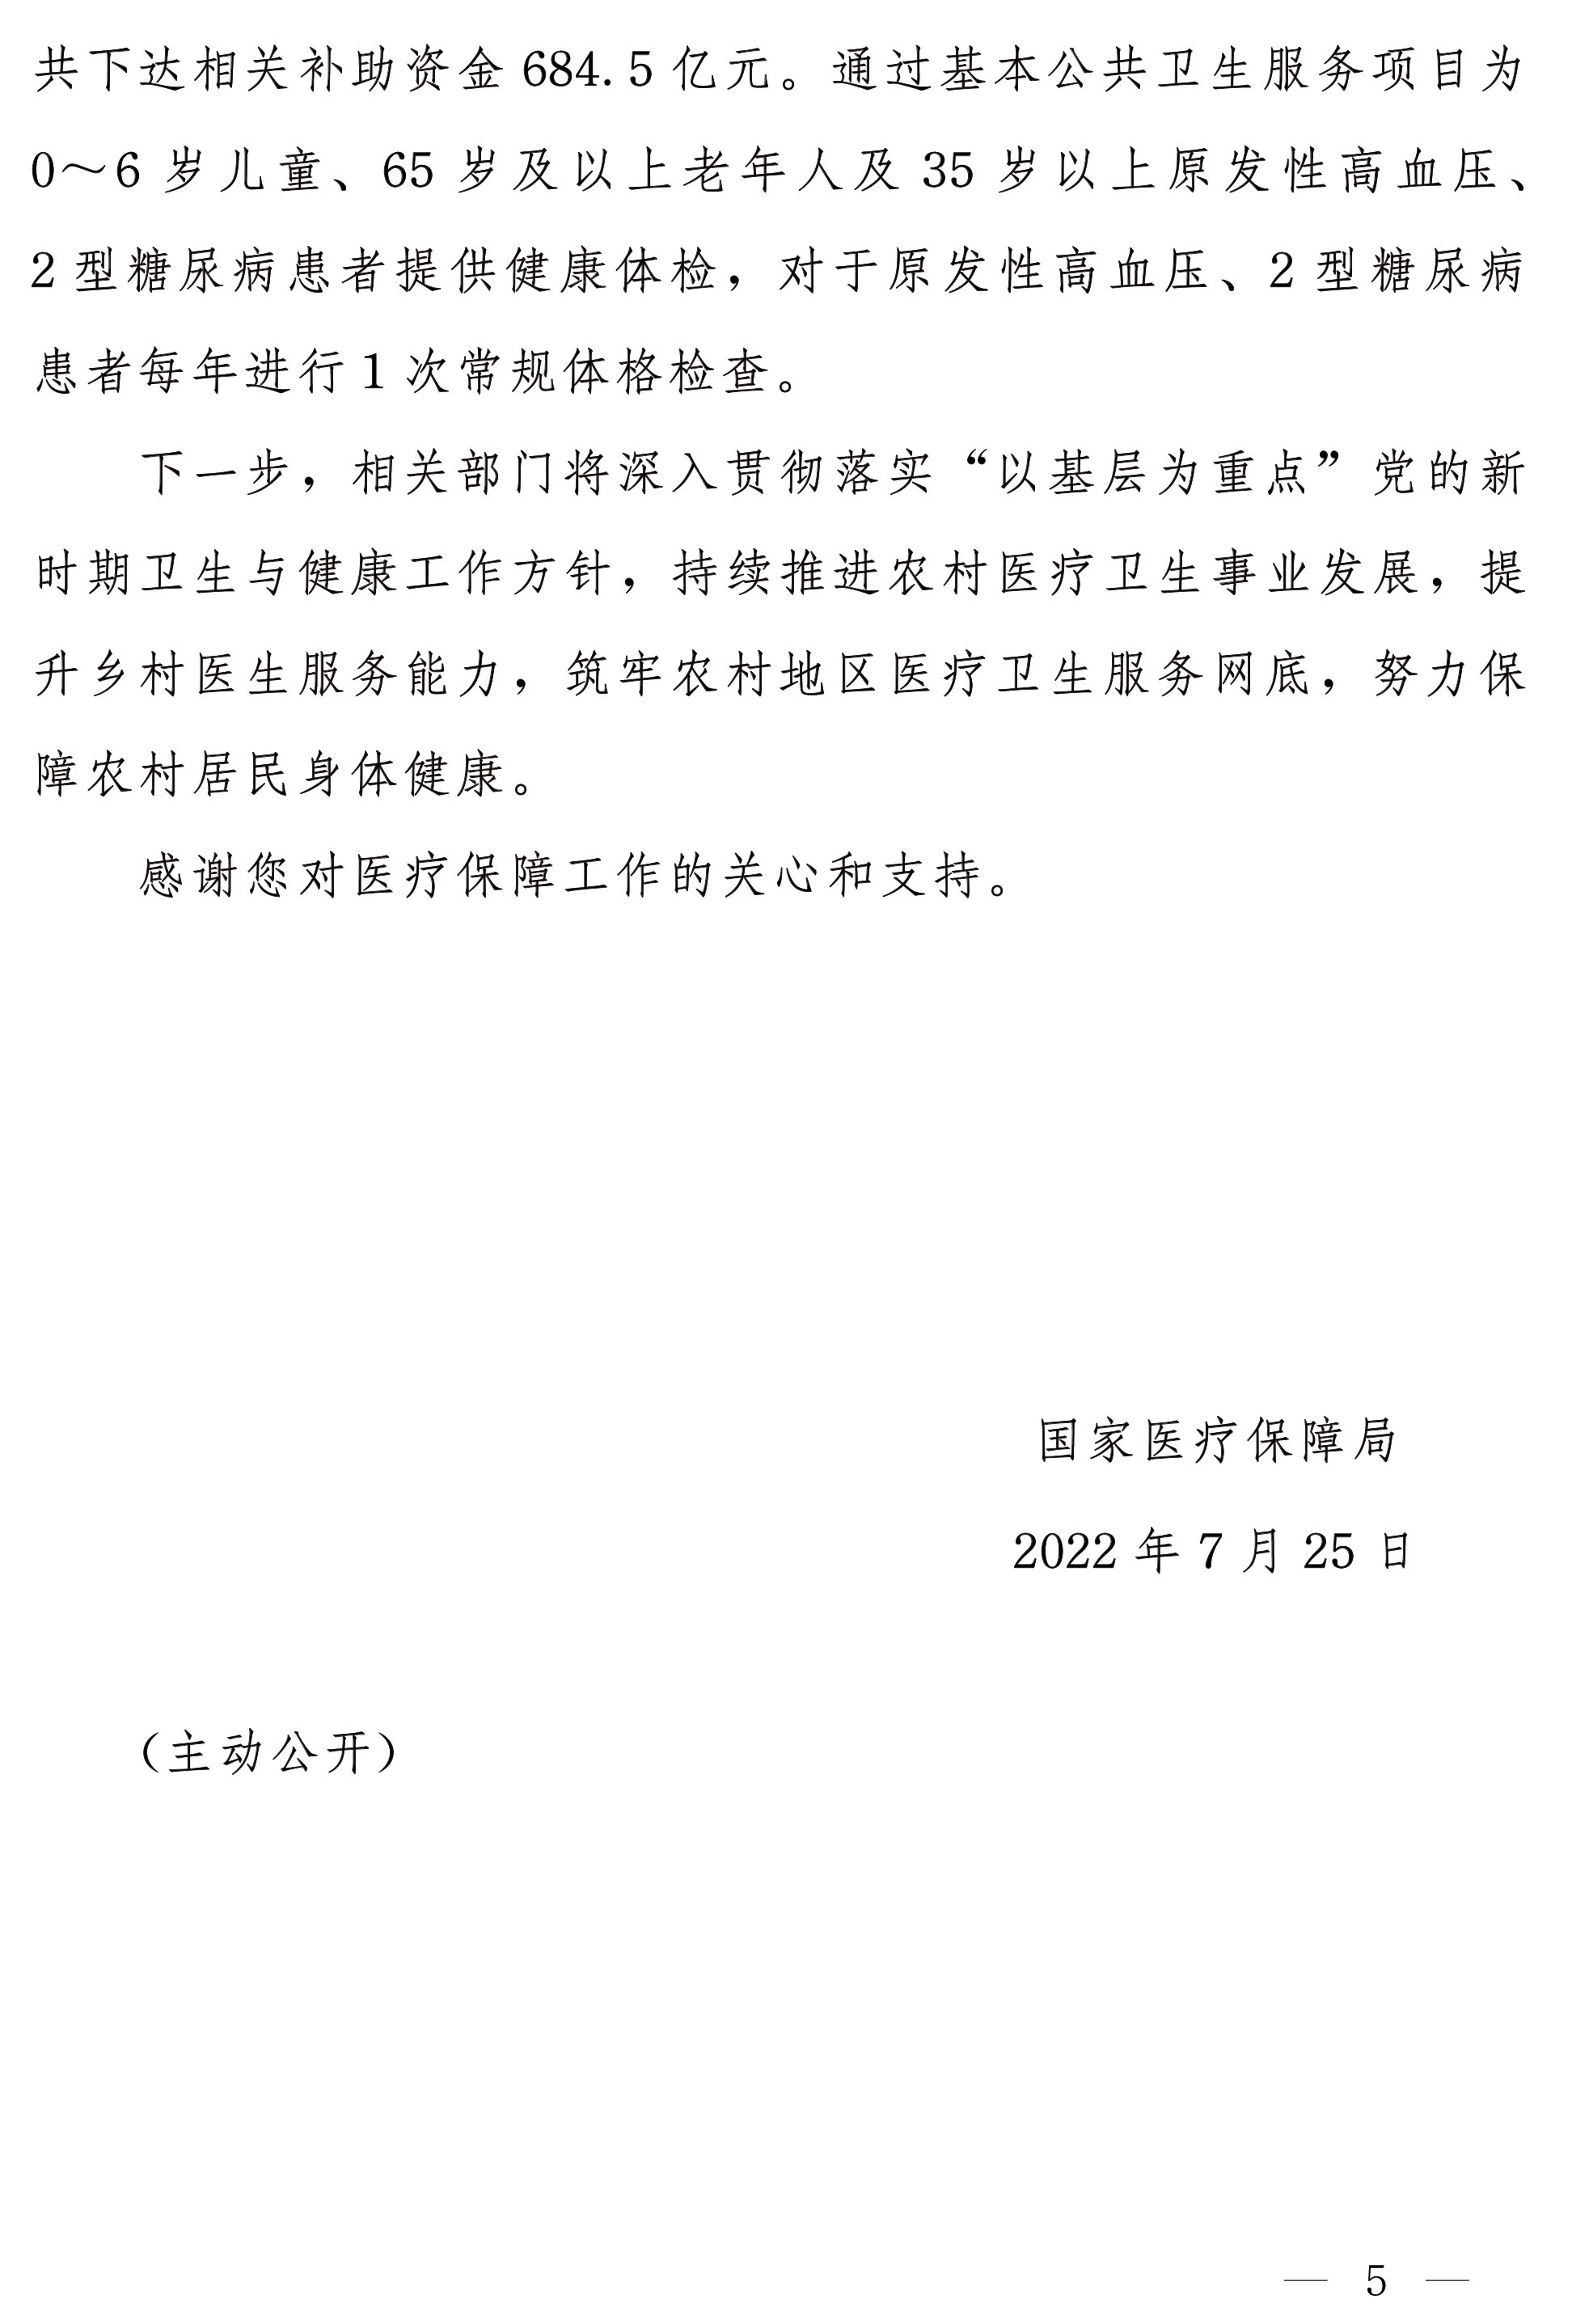 共下达相关补助资金 684.5 亿元。通过基本公共卫生服务项目为
0～6 岁儿童、65 岁及以上老年人及 35 岁以上原发性高血压、
2 型糖尿病患者提供健康体检，对于原发性高血压、2 型糖尿病
患者每年进行 1 次常规体格检查。
下一步，相关部门将深入贯彻落实“以基层为重点”党的新
时期卫生与健康工作方针，持续推进农村医疗卫生事业发展，提
升乡村医生服务能力，筑牢农村地区医疗卫生服务网底，努力保
障农村居民身体健康。
感谢您对医疗保障工作的关心和支持。
国家医疗保障局
2022 年 7 月 25 日
（主动公开）
— 5 —